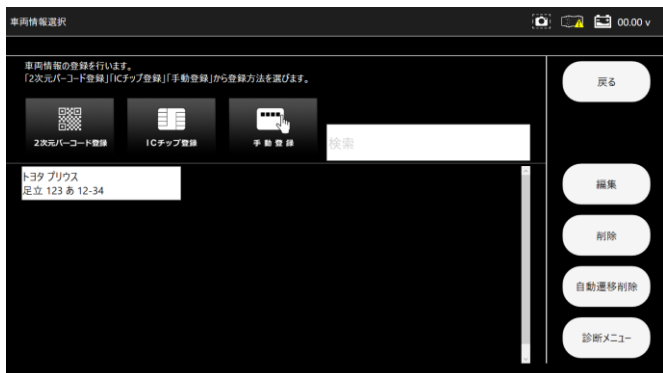 車両情報選択
00.00 v
車両情報の登録を行います。
「2次元バーコード登録」「ICチップ登録」「手動登録」から登録方法を選びます。
戻る
2次元バーコード登録
ICチップ登録
手動登録
検索
トヨタ プリウス
足立 123 あ 12-34
編集
削除
自動遷移削除
診断メニュー